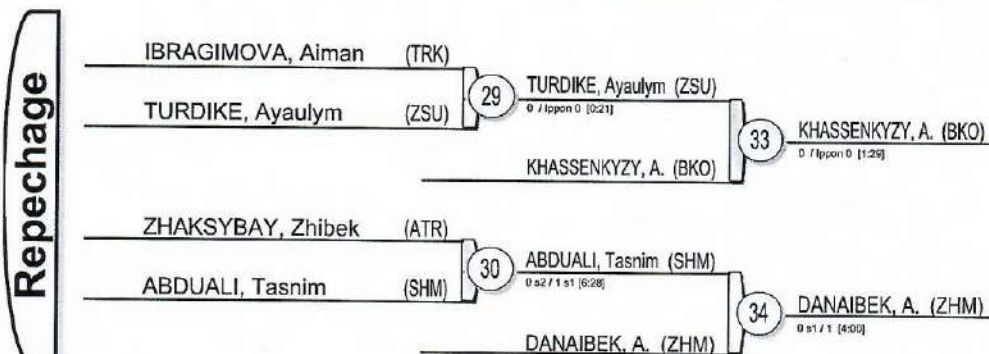 Repechage
IBRAGIMOVA, Aiman (TRK)
TURDIKE, Ayaulym (ZSU)
29
TURDIKE, Ayaulym (ZSU)
0 / Ippon 0 [0:21]
KHASSENKYZY, A. (BKO)
33
KHASSENKYZY, A. (BKO)
0 / Ippon 0 [1:29]
ZHAKSYBAY, Zhibek (ATR)
ABDUALI, Tasnim (SHM)
30
ABDUALI, Tasnim (SHM)
0 s2 / 1 s1 [6:28]
DANAIBEK, A. (ZHM)
34
DANAIBEK, A. (ZHM)
0 s1 / 1 [4:00]